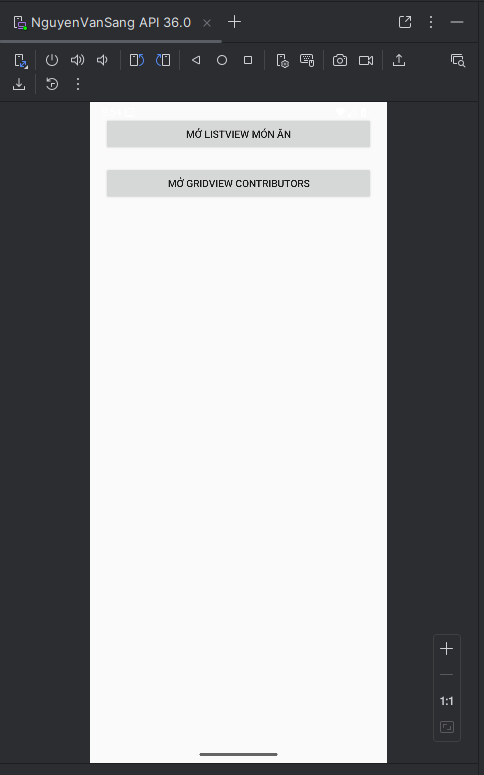 NguyenVanSang API 36.0
MỞ LISTVIEW MÓN ĂN
MỞ GRIDVIEW CONTRIBUTORS
1:1